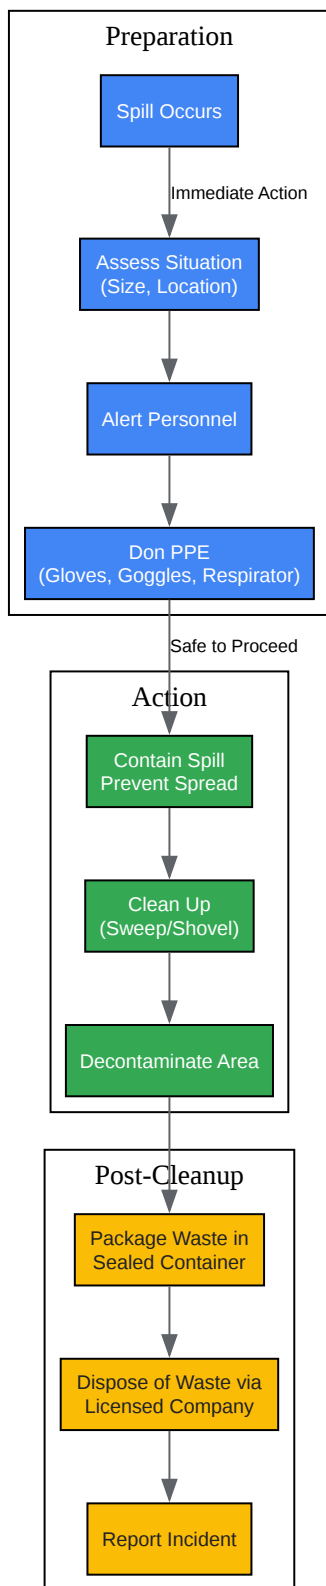 Preparation
Spill Occurs
Immediate Action
Assess Situation
(Size, Location)
Alert Personnel
Don PPE
(Gloves, Goggles, Respirator)
Safe to Proceed
Action
Contain Spill
Prevent Spread
Clean Up
(Sweep/Shovel)
Decontaminate Area
Post-Cleanup
Package Waste in
Sealed Container
Dispose of Waste via
Licensed Company
Report Incident